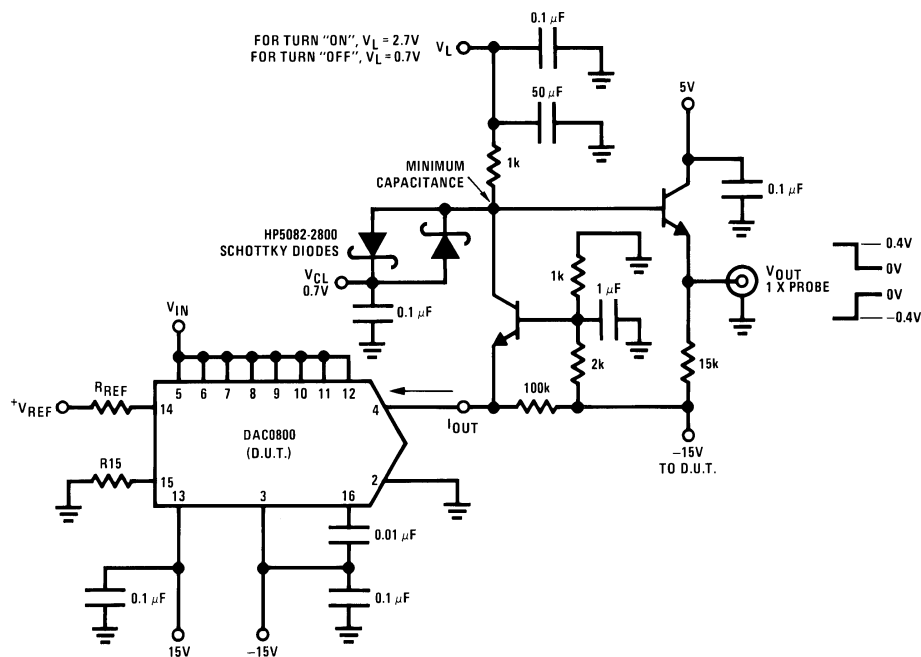 FOR TURN "ON", VL = 2.7V
FOR TURN "OFF", VL = 0.7V
VL
0.1 μF
50 μF
5V
1k
MINIMUM
CAPACITANCE
0.1 μF
HP5082-2800
SCHOTTKY DIODES
VCL
0.7V
0.1 μF
1k
1 μF
2k
VOUT
1 X PROBE
0.4V
0V
0V
−0.4V
15k
100k
IOUT
−15V
TO D.U.T.
VIN
5 6 7 8 9 10 11 12
+VREF
RREF
14
4
DAC0800
(D.U.T.)
R15
15
2
13
3
16
0.01 μF
0.1 μF
0.1 μF
15V
−15V